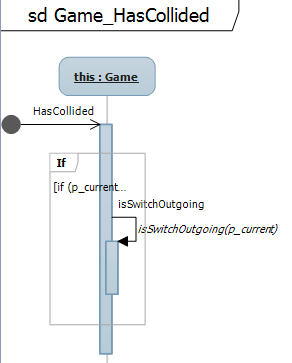 sd Game_HasCollided
this : Game
HasCollided
If
[if (p_current...
isSwitchOutgoing
isSwitchOutgoing(p_current)